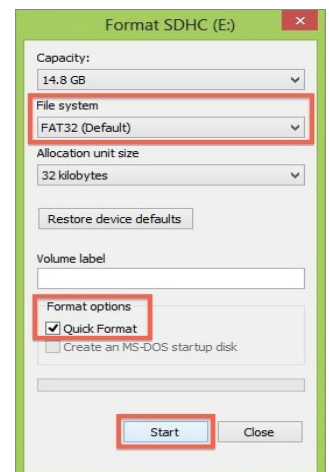 Format SDHC (E:)
Capacity:
14.8 GB
File system
FAT32 (Default)
Allocation unit size
32 kilobytes
Restore device defaults
Volume label
Format options
Quick Format
Create an MS-DOS startup disk
Start Close